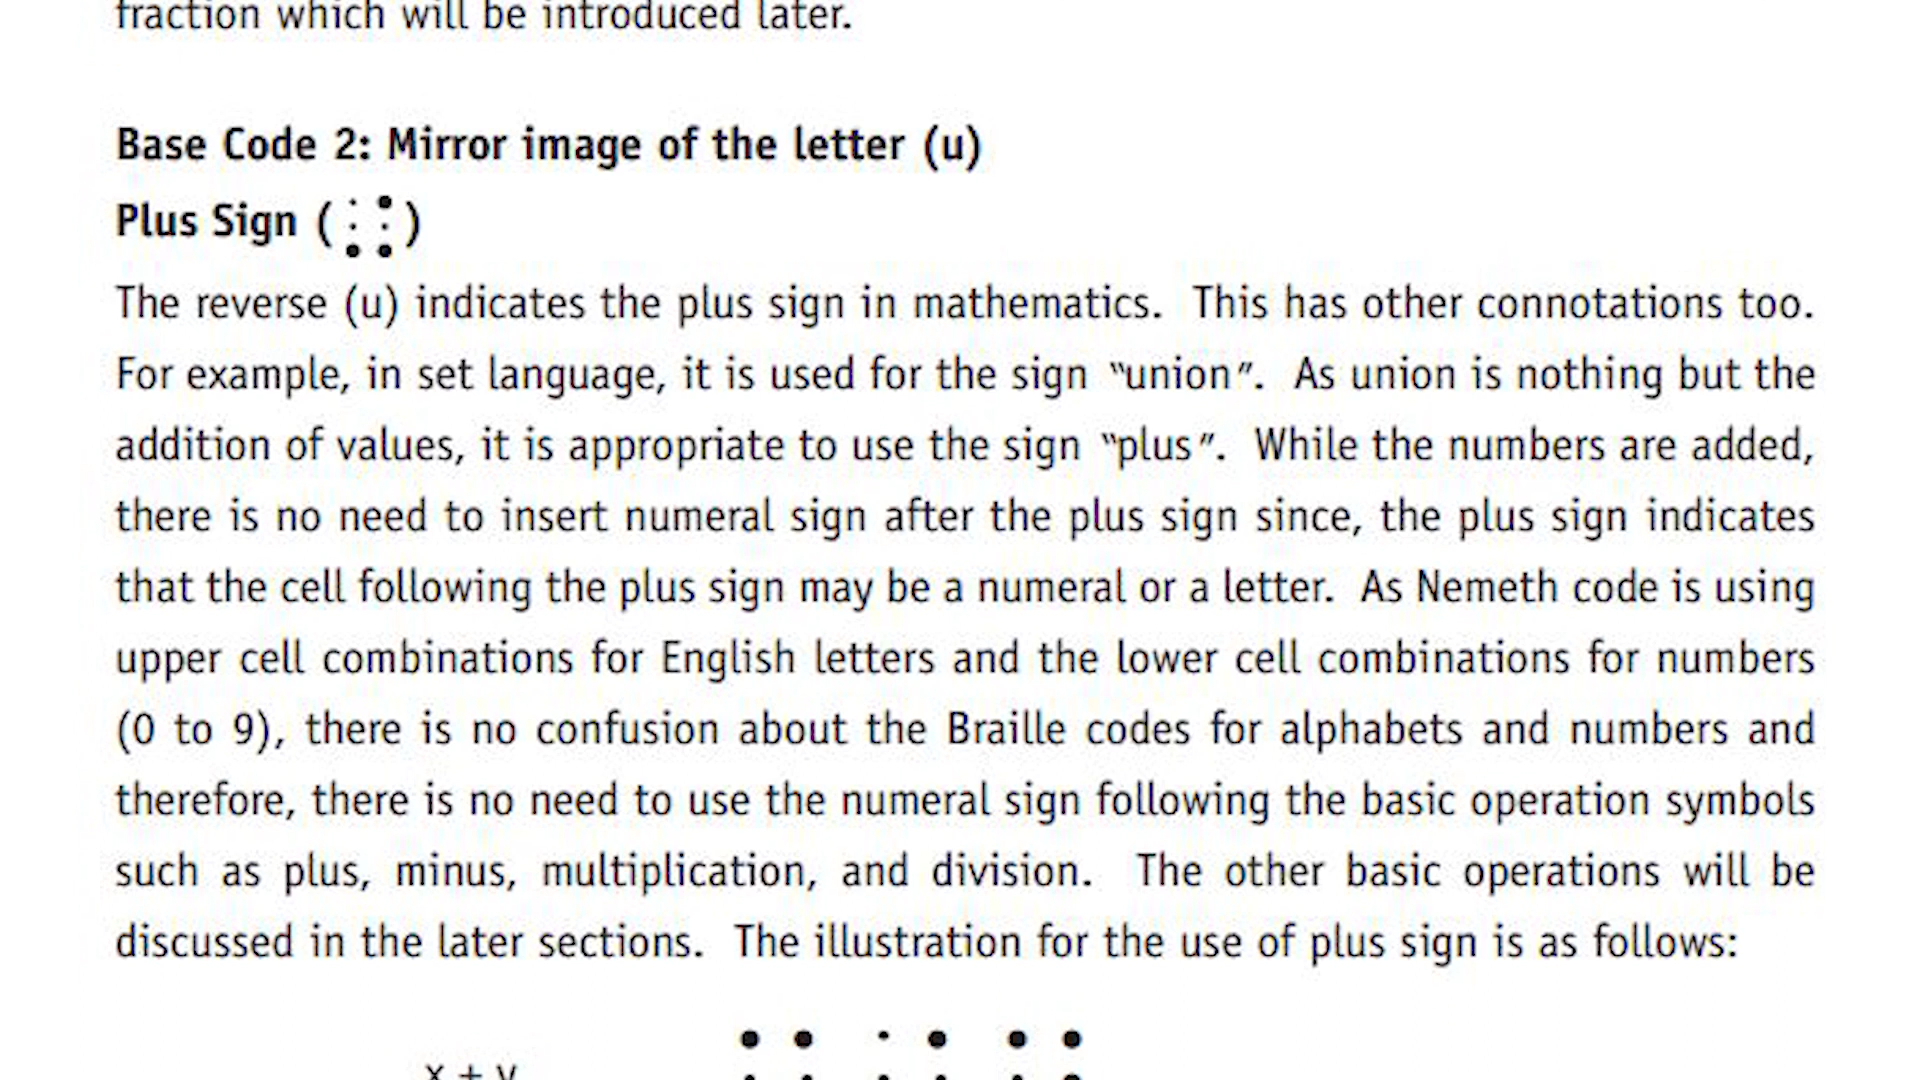 fraction which will be introduced later.
Base Code 2: Mirror image of the letter (u)
Plus Sign (⠬)
The reverse (u) indicates the plus sign in mathematics. This has other connotations too.
For example, in set language, it is used for the sign “union”. As union is nothing but the
addition of values, it is appropriate to use the sign “plus”. While the numbers are added,
there is no need to insert numeral sign after the plus sign since, the plus sign indicates
that the cell following the plus sign may be a numeral or a letter. As Nemeth code is using
upper cell combinations for English letters and the lower cell combinations for numbers
(0 to 9), there is no confusion about the Braille codes for alphabets and numbers and
therefore, there is no need to use the numeral sign following the basic operation symbols
such as plus, minus, multiplication, and division. The other basic operations will be
discussed in the later sections. The illustration for the use of plus sign is as follows:
x + y